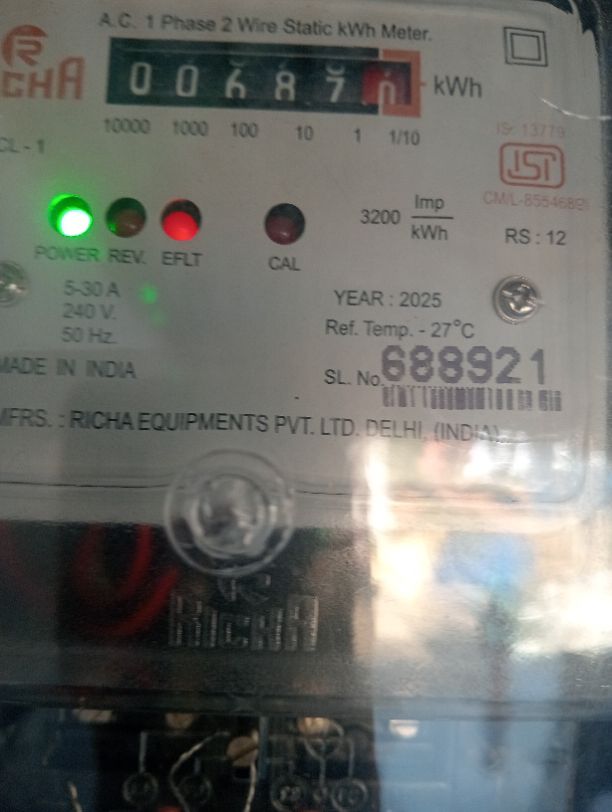 A.C. 1 Phase 2 Wire Static kWh Meter.
RICHA
0 0 6 8 7 kWh
10000 1000 100 10 1 1/10
CL - 1
IS: 13779
ISI
3200 Imp/kWh
RS : 12
POWER REV. EFLT CAL
5-30 A
240 V.
50 Hz.
YEAR : 2025
Ref. Temp. - 27°C
MADE IN INDIA
SL. No. 688921
MFRS. : RICHA EQUIPMENTS PVT. LTD. DELHI, (INDIA)
RICHA